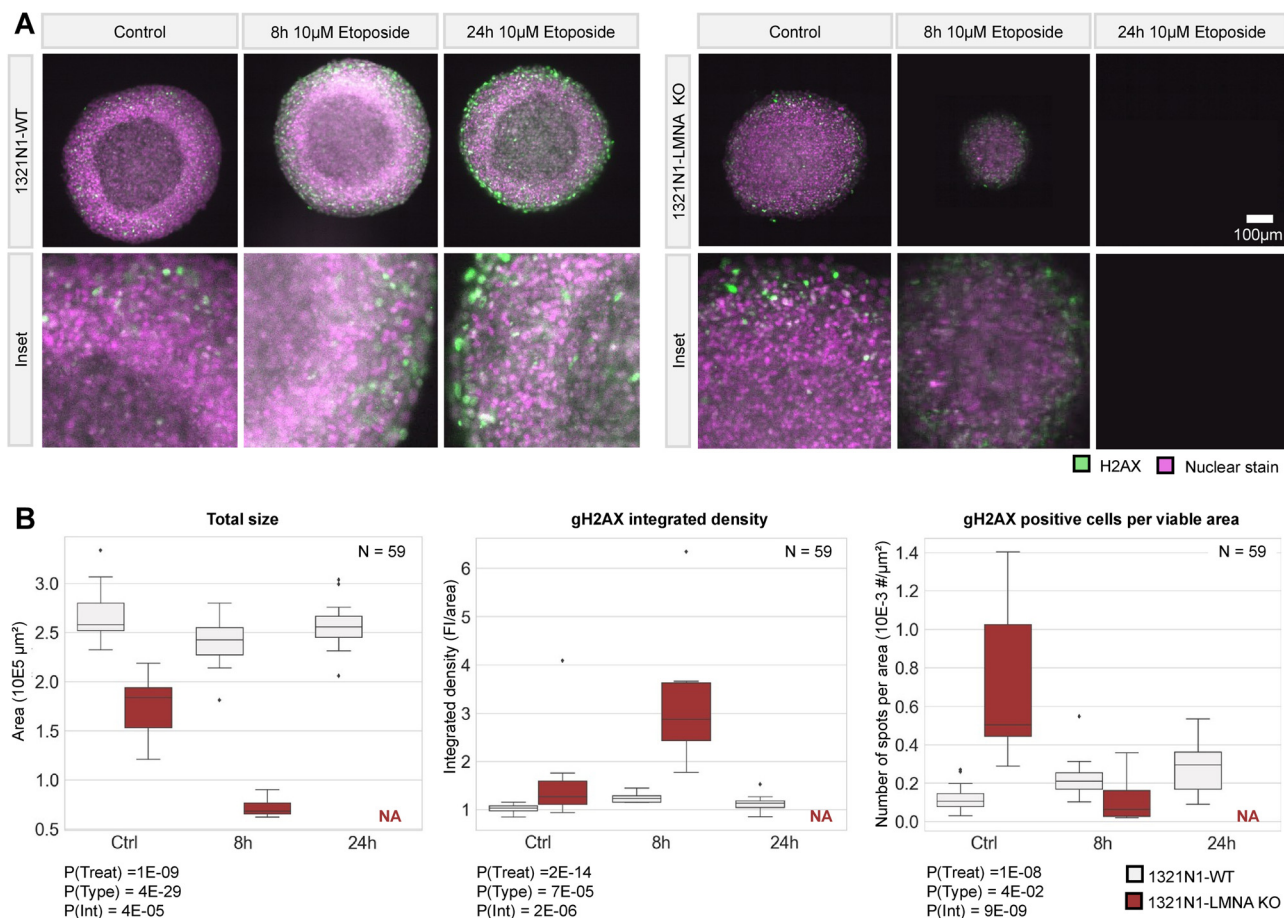 A
Control
8h 10µM Etoposide
24h 10µM Etoposide
Control
8h 10µM Etoposide
24h 10µM Etoposide
1321N1-WT
1321N1-LMNA KO
100µm
Inset
Inset
H2AX
Nuclear stain
B
Total size
N = 59
Area (10E5 µm²)
3.0
2.5
2.0
1.5
1.0
0.5
NA
Ctrl
8h
24h
P(Treat) =1E-09
P(Type) = 4E-29
P(Int) = 4E-05
gH2AX integrated density
N = 59
Integrated density (FI/area)
6
5
4
3
2
1
NA
Ctrl
8h
24h
P(Treat) =2E-14
P(Type) = 7E-05
P(Int) = 2E-06
gH2AX positive cells per viable area
N = 59
Number of spots per area (10E-3 #/µm²)
1.4
1.2
1.0
0.8
0.6
0.4
0.2
0.0
NA
Ctrl
8h
24h
P(Treat) =1E-08
P(Type) = 4E-02
P(Int) = 9E-09
1321N1-WT
1321N1-LMNA KO